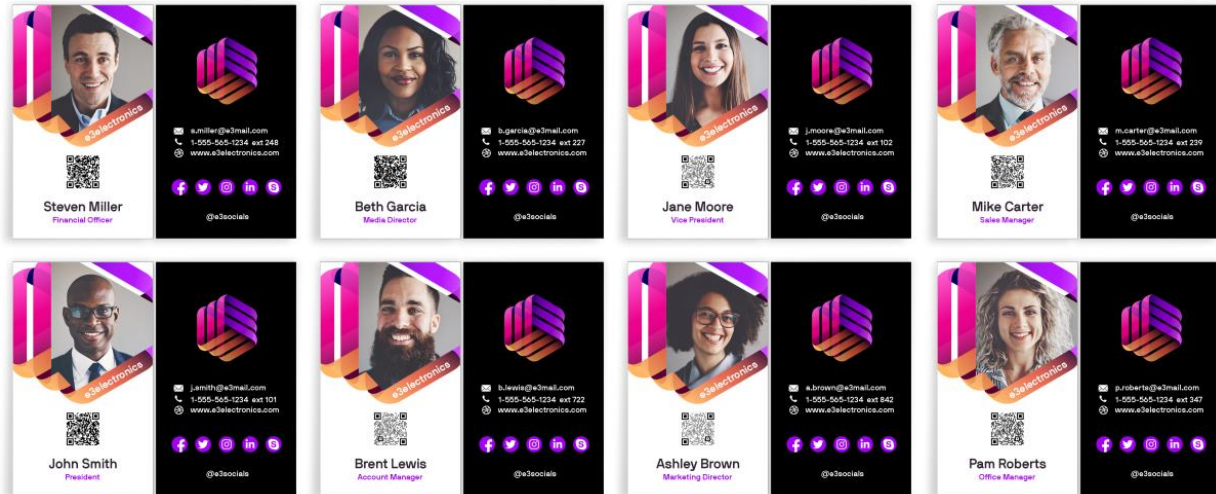 e3electronics
Steven Miller
Financial Officer
s.miller@e3mail.com
1-555-565-1234 ext 248
www.e3electronics.com
@e3socials
e3electronics
Beth Garcia
Media Director
b.garcia@e3mail.com
1-555-565-1234 ext 227
www.e3electronics.com
@e3socials
e3electronics
Jane Moore
Vice President
j.moore@e3mail.com
1-555-565-1234 ext 102
www.e3electronics.com
@e3socials
e3electronics
Mike Carter
Sales Manager
m.carter@e3mail.com
1-555-565-1234 ext 239
www.e3electronics.com
@e3socials
e3electronics
John Smith
President
j.smith@e3mail.com
1-555-565-1234 ext 101
www.e3electronics.com
@e3socials
e3electronics
Brent Lewis
Account Manager
b.lewis@e3mail.com
1-555-565-1234 ext 722
www.e3electronics.com
@e3socials
e3electronics
Ashley Brown
Marketing Director
a.brown@e3mail.com
1-555-565-1234 ext 842
www.e3electronics.com
@e3socials
e3electronics
Pam Roberts
Office Manager
p.roberts@e3mail.com
1-555-565-1234 ext 347
www.e3electronics.com
@e3socials